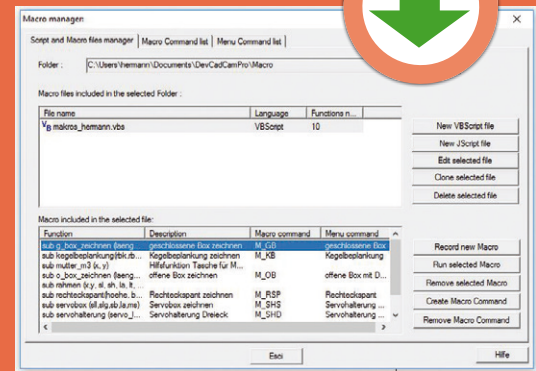 Macro manager:
Script and Macro files manager Macro Command list Menu Command list
Folder : C:\Users\hermann\Documents\DevCadCamPro\Macro
Macro files included in the selected Folder :
File name Language Functions n...
makros_hermann.vbs VBScript 10
New VBScript file
New JScript file
Edit selected file
Clone selected file
Delete selected file
Macro included in the selected file:
Function Description Macro command Menu command
sub g_box_zeichnen (laeng... geschlossene Box zeichnen M_GB geschlossene Box
sub kegelbeplankung(rbk,rb... Kegelbeplankung zeichnen M_KB Kegelbeplankung
sub mutter_m3 (x, y) Hilfsfunktion Tasche für M...
sub o_box_zeichnen (laeng... offene Box zeichnen M_OB offene Box mit D...
sub rahmen (x,y, sl, sh, la, lt, ...
sub rechteckspant(hoehe, b... Rechteckspant zeichnen M_RSP Rechteckspant
sub servobox (sll,slg,sb,la,ms) Servobox zeichnen M_SHS Servohalterung ...
sub servohalterung (servo_l... Servohalterung Dreieck M_SHD Servohalterung ...
Record new Macro
Run selected Macro
Remove selected Macro
Create Macro Command
Remove Macro Command
Esci
Hilfe